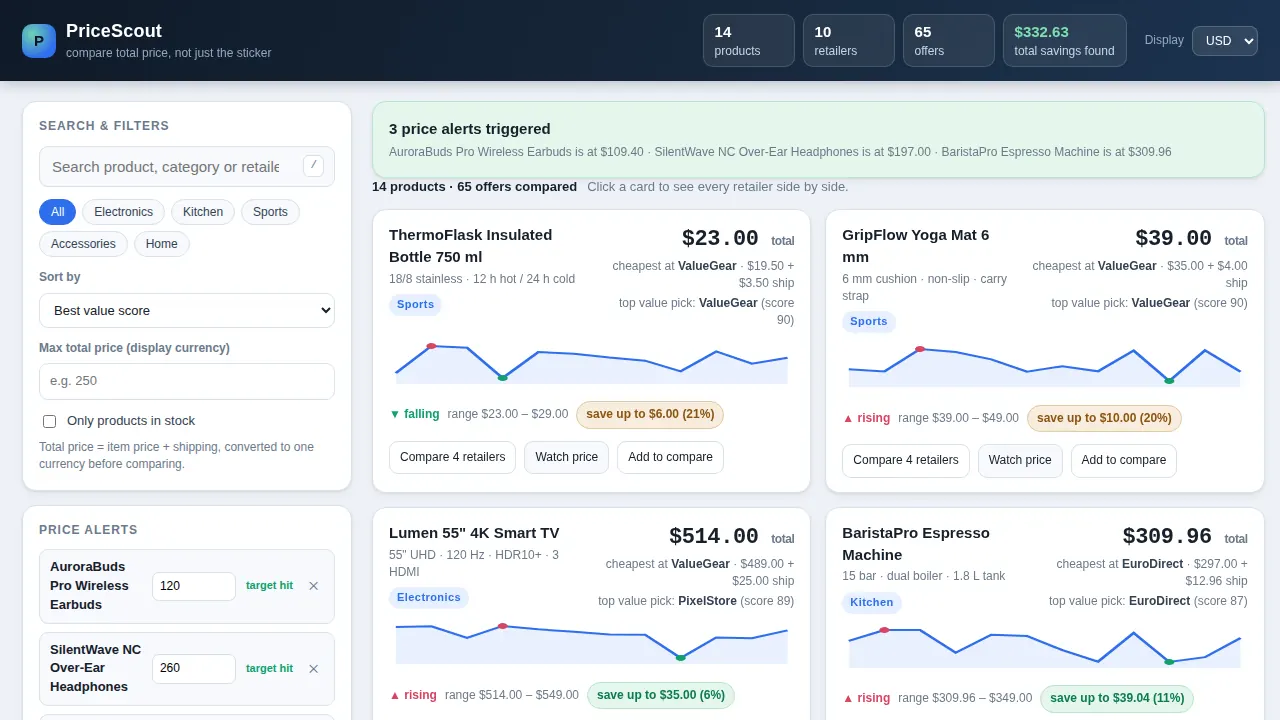 P
PriceScout
compare total price, not just the sticker
14
products
10
retailers
65
offers
$332.63
total savings found
Display
USD
SEARCH & FILTERS
Search product, category or retaile
/
All
Electronics
Kitchen
Sports
Accessories
Home
Sort by
Best value score
Max total price (display currency)
e.g. 250
Only products in stock
Total price = item price + shipping, converted to one
currency before comparing.
PRICE ALERTS
AuroraBuds
Pro Wireless
Earbuds
120
target hit
×
SilentWave NC
Over-Ear
Headphones
260
target hit
×
3 price alerts triggered
AuroraBuds Pro Wireless Earbuds is at $109.40 · SilentWave NC Over-Ear Headphones is at $197.00 · BaristaPro Espresso Machine is at $309.96
14 products · 65 offers compared Click a card to see every retailer side by side.
ThermoFlask Insulated
Bottle 750 ml
18/8 stainless · 12 h hot / 24 h cold
Sports
$23.00 total
cheapest at ValueGear · $19.50 +
$3.50 ship
top value pick: ValueGear (score
90)
▼ falling range $23.00 – $29.00 save up to $6.00 (21%)
Compare 4 retailers
Watch price
Add to compare
GripFlow Yoga Mat 6
mm
6 mm cushion · non-slip · carry
strap
Sports
$39.00 total
cheapest at ValueGear · $35.00 + $4.00
ship
top value pick: ValueGear (score 90)
▲ rising range $39.00 – $49.00 save up to $10.00 (20%)
Compare 4 retailers
Watch price
Add to compare
Lumen 55" 4K Smart TV
55" UHD · 120 Hz · HDR10+ · 3
HDMI
Electronics
$514.00 total
cheapest at ValueGear · $489.00 +
$25.00 ship
top value pick: PixelStore (score 89)
▲ rising range $514.00 – $549.00 save up to $35.00 (6%)
BaristaPro Espresso
Machine
15 bar · dual boiler · 1.8 L tank
Kitchen
$309.96 total
cheapest at EuroDirect · $297.00 +
$12.96 ship
top value pick: EuroDirect (score 87)
▲ rising range $309.96 – $349.00 save up to $39.04 (11%)